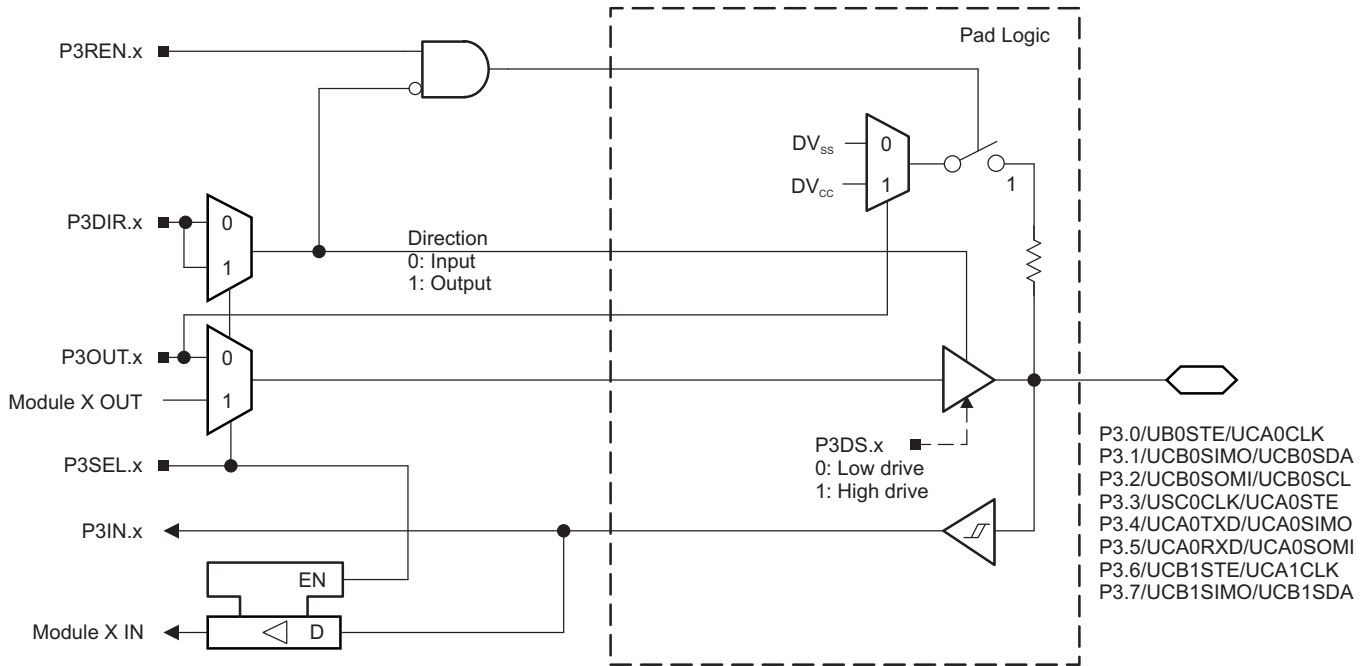 Pad Logic
P3REN.x
DVSS
0
DVCC
1
1
P3DIR.x
0
1
Direction
0: Input
1: Output
P3OUT.x
0
Module X OUT
1
P3DS.x
0: Low drive
1: High drive
P3SEL.x
P3IN.x
EN
Module X IN
D
P3.0/UB0STE/UCA0CLK
P3.1/UCB0SIMO/UCB0SDA
P3.2/UCB0SOMI/UCB0SCL
P3.3/USC0CLK/UCA0STE
P3.4/UCA0TXD/UCA0SIMO
P3.5/UCA0RXD/UCA0SOMI
P3.6/UCB1STE/UCA1CLK
P3.7/UCB1SIMO/UCB1SDA